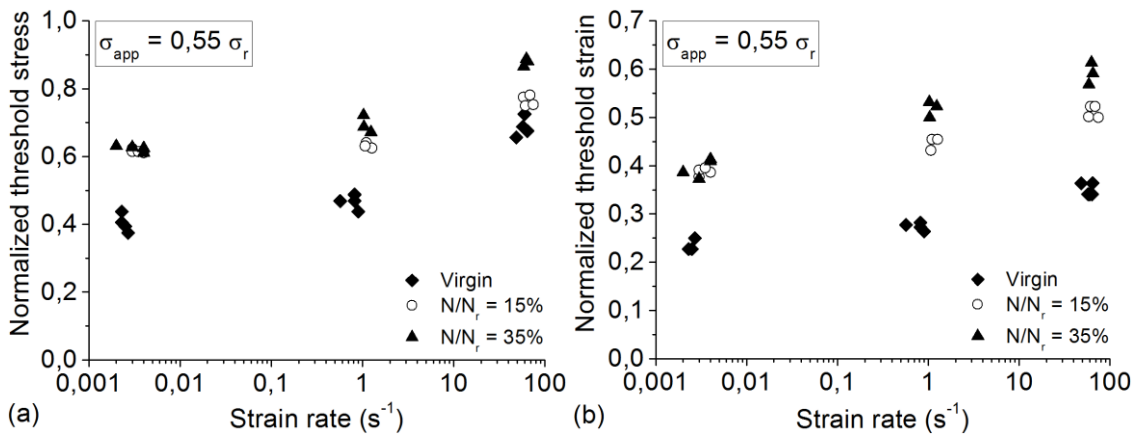 σapp = 0,55 σr
Normalized threshold stress
1,0
0,8
0,6
0,4
0,2
0,0
0,001
0,01
0,1
1
10
100
Virgin
N/Nr = 15%
N/Nr = 35%
(a)
Strain rate (s-1)
σapp = 0,55 σr
Normalized threshold strain
0,7
0,6
0,5
0,4
0,3
0,2
0,1
0,0
0,001
0,01
0,1
1
10
100
Virgin
N/Nr = 15%
N/Nr = 35%
(b)
Strain rate (s-1)